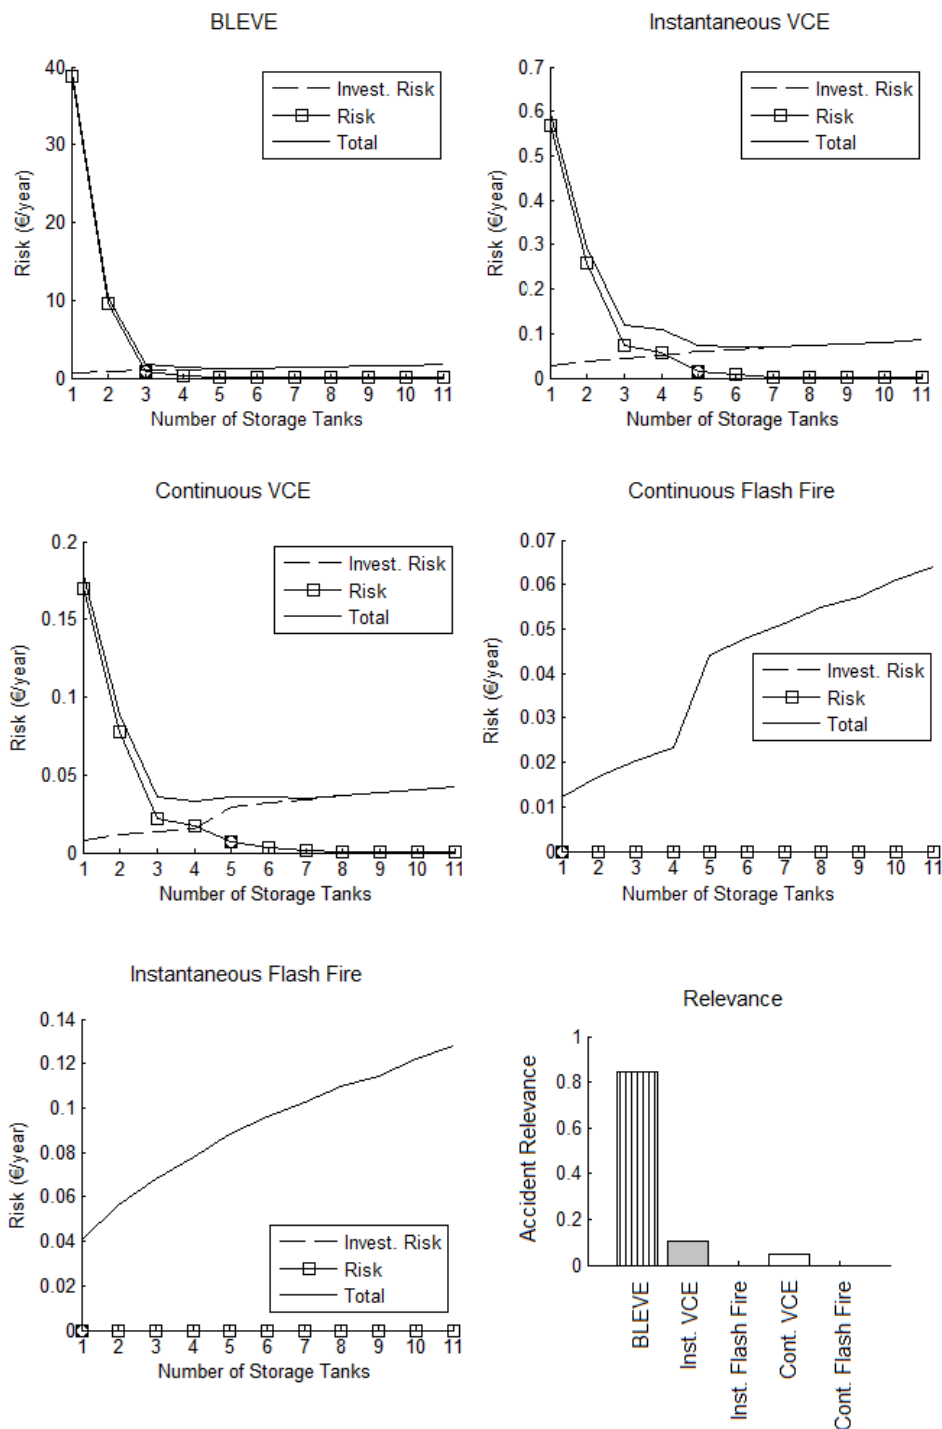 BLEVE
Risk (€/year)
40
30
20
10
0
Invest. Risk
Risk
Total
1 2 3 4 5 6 7 8 9 10 11
Number of Storage Tanks
Instantaneous VCE
Risk (€/year)
0.7
0.6
0.5
0.4
0.3
0.2
0.1
0
Invest. Risk
Risk
Total
1 2 3 4 5 6 7 8 9 10 11
Number of Storage Tanks
Continuous VCE
Risk (€/year)
0.2
0.15
0.1
0.05
0
Invest. Risk
Risk
Total
1 2 3 4 5 6 7 8 9 10 11
Number of Storage Tanks
Continuous Flash Fire
Risk (€/year)
0.07
0.06
0.05
0.04
0.03
0.02
0.01
0
Invest. Risk
Risk
Total
1 2 3 4 5 6 7 8 9 10 11
Number of Storage Tanks
Instantaneous Flash Fire
Risk (€/year)
0.14
0.12
0.1
0.08
0.06
0.04
0.02
0
Invest. Risk
Risk
Total
1 2 3 4 5 6 7 8 9 10 11
Number of Storage Tanks
Relevance
Accident Relevance
1
0.8
0.6
0.4
0.2
0
BLEVE
Inst. VCE
Inst. Flash Fire
Cont. VCE
Cont. Flash Fire